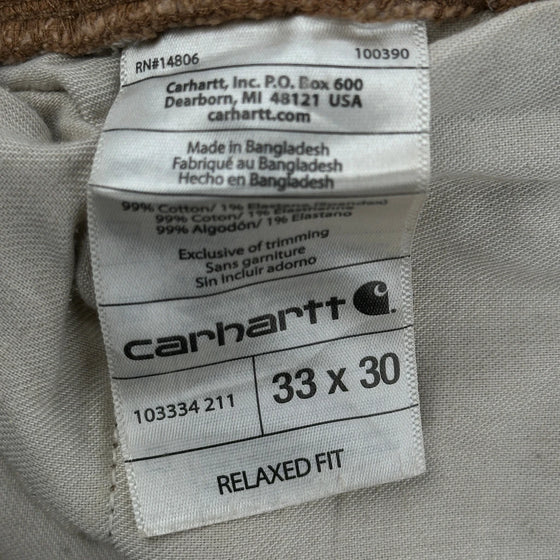 RN#14806 100390
Carhartt, Inc. P.O. Box 600
Dearborn, MI 48121 USA
carhartt.com
Made in Bangladesh
Fabriqué au Bangladesh
Hecho en Bangladesh
99% Cotton/ 1% Elastane (Spandex)
99% Coton/ 1% Elastanne
99% Algodón/ 1% Elastano
Exclusive of trimming
Sans garniture
Sin Incluir adorno
carhartt
103334 211 33 x 30
RELAXED FIT